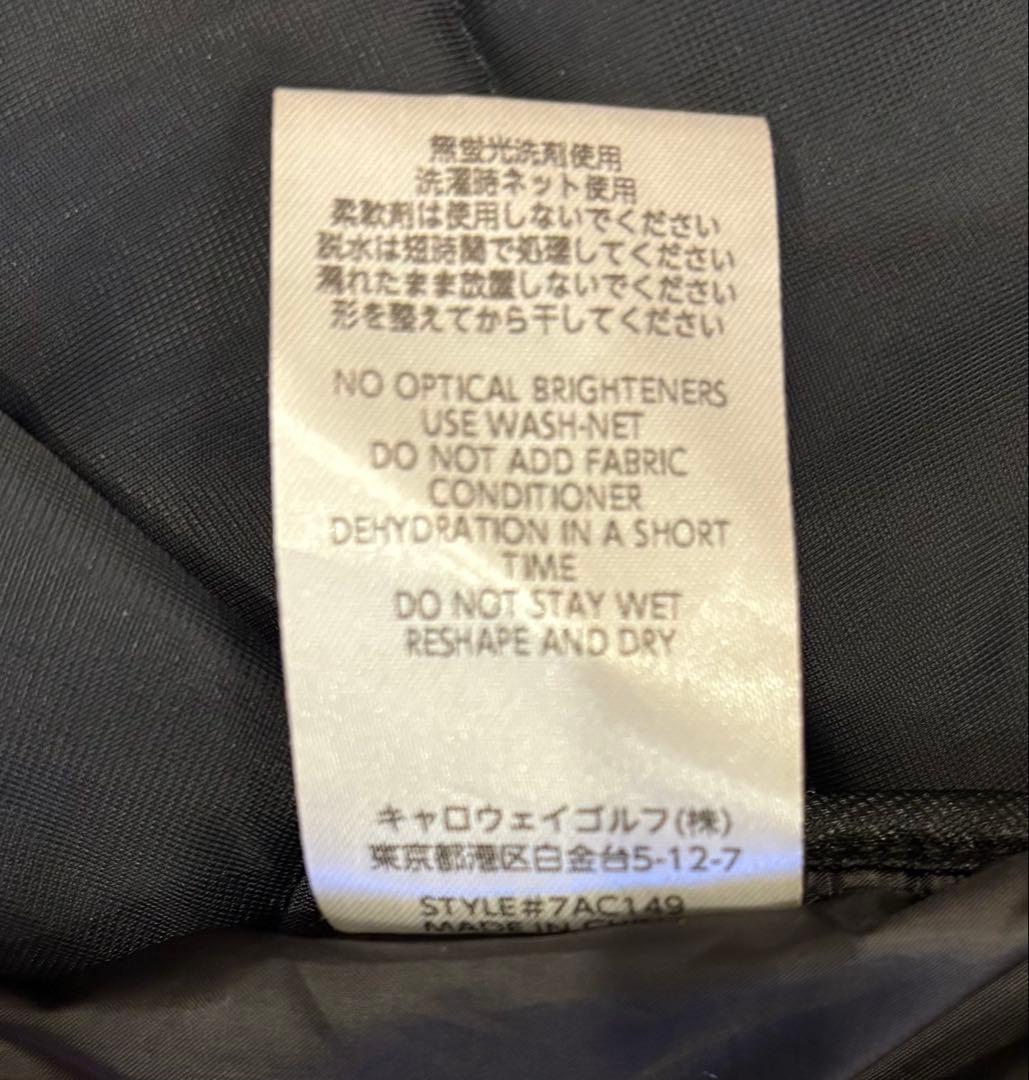 無蛍光洗剤使用
洗濯時ネット使用
柔軟剤は使用しないでください
脱水は短時間で処理してください
濡れたまま放置しないでください
形を整えてから干してください
NO OPTICAL BRIGHTENERS
USE WASH-NET
DO NOT ADD FABRIC
CONDITIONER
DEHYDRATION IN A SHORT
TIME
DO NOT STAY WET
RESHAPE AND DRY
キャロウェイゴルフ(株)
東京都港区白金台5-12-7
STYLE#7AC149
MADE IN